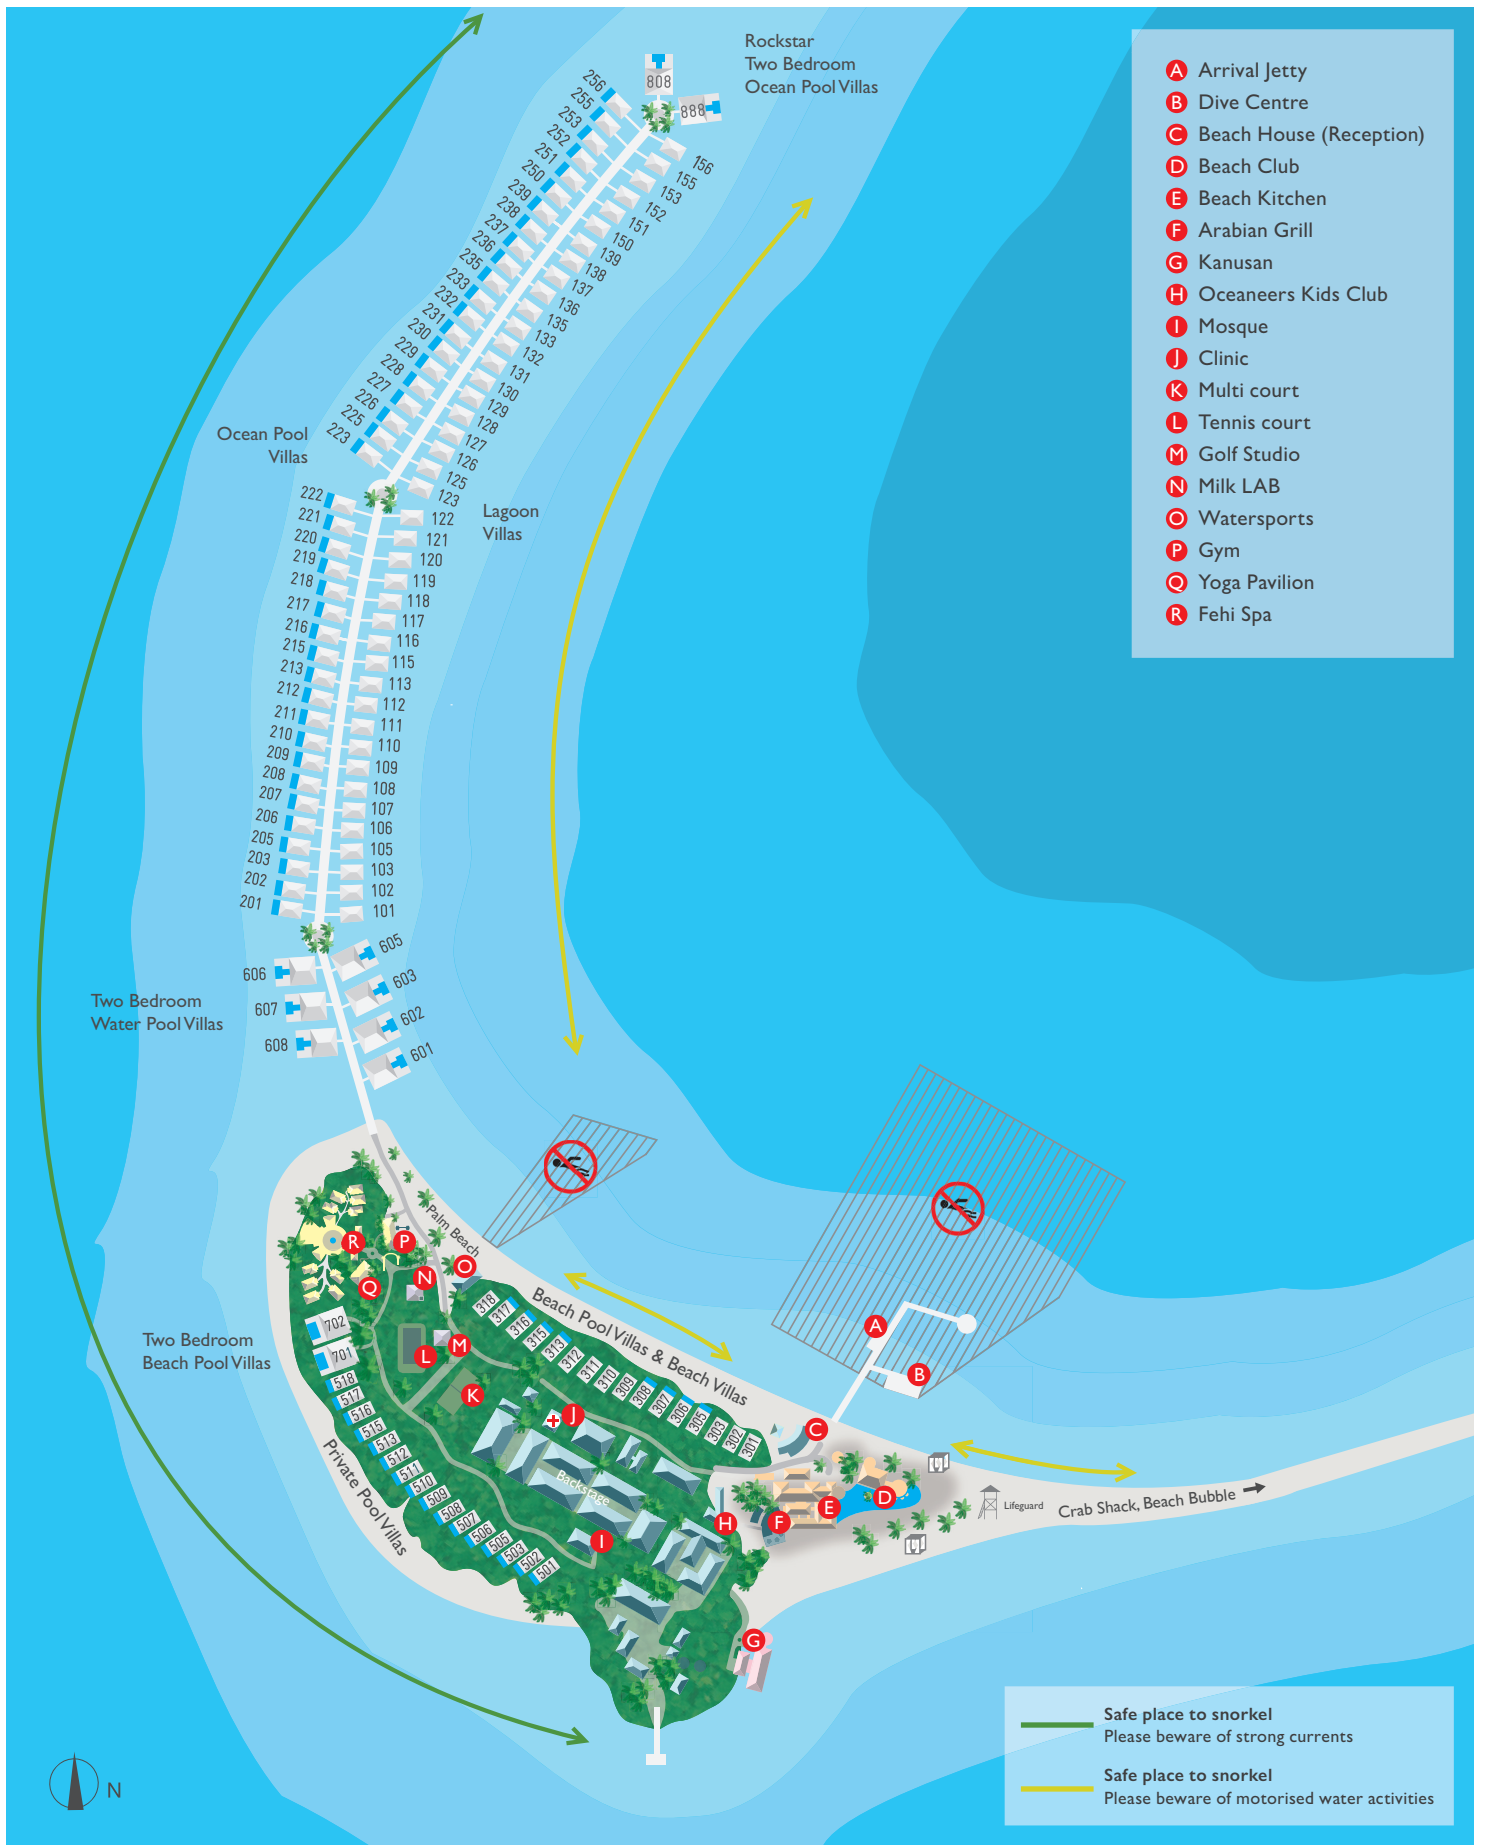 Rockstar
Two Bedroom
Ocean Pool Villas
808
888
256
255
253
252
251
250
239
238
237
236
235
233
232
231
230
229
228
227
226
225
223
156
155
153
152
151
150
139
138
137
136
135
133
132
131
130
129
128
127
126
125
123
Ocean Pool
Villas
Lagoon
Villas
222
221
220
219
218
217
216
215
213
212
211
210
209
208
207
206
205
203
202
201
122
121
120
119
118
117
116
115
113
112
111
110
109
108
107
106
105
103
102
101
606
607
608
605
603
602
601
Two Bedroom
Water Pool Villas
A Arrival Jetty
B Dive Centre
C Beach House (Reception)
D Beach Club
E Beach Kitchen
F Arabian Grill
G Kanusan
H Oceaneers Kids Club
I Mosque
J Clinic
K Multi court
L Tennis court
M Golf Studio
N Milk LAB
O Watersports
P Gym
Q Yoga Pavilion
R Fehi Spa
Palm Beach
R
P
O
N
Q
M
L
K
J
I
H
F
E
D
C
A
B
G
Two Bedroom
Beach Pool Villas
702
701
518
517
516
515
513
512
511
510
509
508
507
506
505
503
502
501
Private Pool Villas
Beach Pool Villas & Beach Villas
318
317
316
315
313
312
311
310
309
308
307
306
305
303
302
301
Backstage
Lifeguard
Crab Shack, Beach Bubble
N
Safe place to snorkel
Please beware of strong currents
Safe place to snorkel
Please beware of motorised water activities